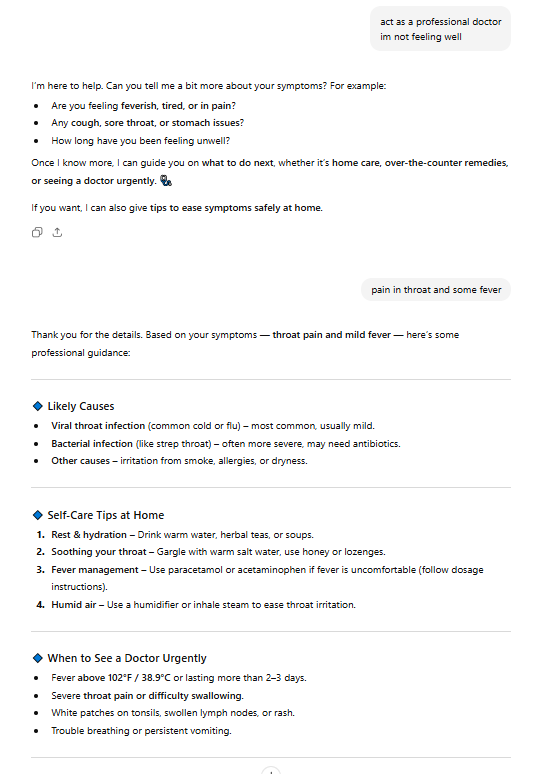 act as a professional doctor
im not feeling well
I'm here to help. Can you tell me a bit more about your symptoms? For example:
• Are you feeling feverish, tired, or in pain?
• Any cough, sore throat, or stomach issues?
• How long have you been feeling unwell?
Once I know more, I can guide you on what to do next, whether it's home care, over-the-counter remedies,
or seeing a doctor urgently. 🩺
If you want, I can also give tips to ease symptoms safely at home.
pain in throat and some fever
Thank you for the details. Based on your symptoms — throat pain and mild fever — here's some
professional guidance:
🔷 Likely Causes
• Viral throat infection (common cold or flu) – most common, usually mild.
• Bacterial infection (like strep throat) – often more severe, may need antibiotics.
• Other causes – irritation from smoke, allergies, or dryness.
🔷 Self-Care Tips at Home
1. Rest & hydration – Drink warm water, herbal teas, or soups.
2. Soothing your throat – Gargle with warm salt water, use honey or lozenges.
3. Fever management – Use paracetamol or acetaminophen if fever is uncomfortable (follow dosage
instructions).
4. Humid air – Use a humidifier or inhale steam to ease throat irritation.
🔷 When to See a Doctor Urgently
• Fever above 102°F / 38.9°C or lasting more than 2–3 days.
• Severe throat pain or difficulty swallowing.
• White patches on tonsils, swollen lymph nodes, or rash.
• Trouble breathing or persistent vomiting.